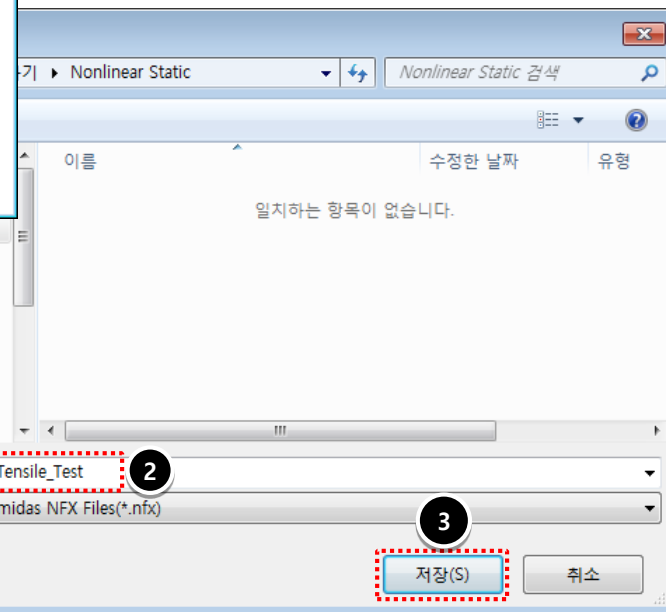 기 ▸ Nonlinear Static
Nonlinear Static 검색
이름 수정한 날짜 유형
일치하는 항목이 없습니다.
Tensile_Test 2
midas NFX Files(*.nfx)
3
저장(S) 취소